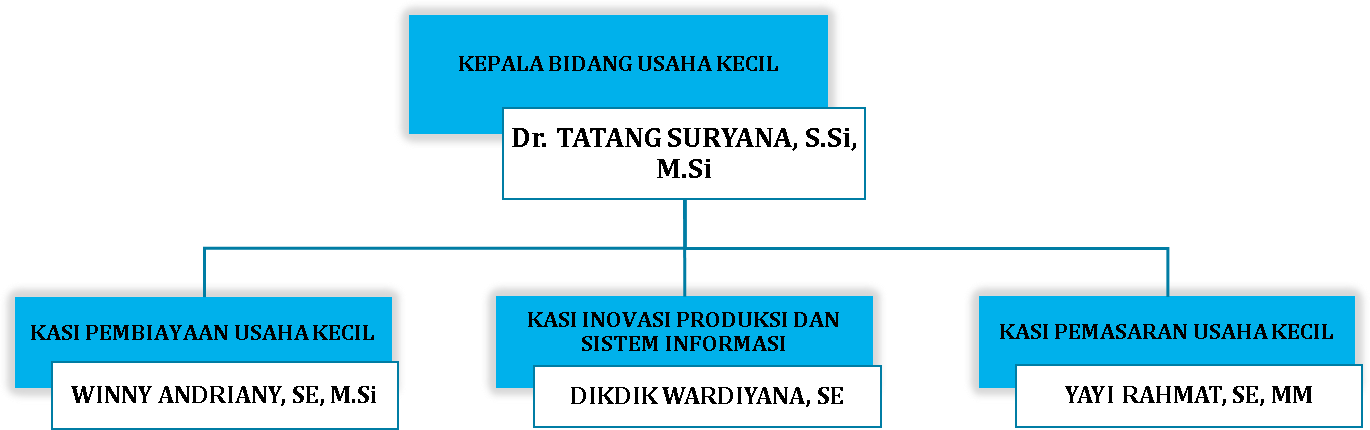 KEPALA BIDANG USAHA KECIL
Dr. TATANG SURYANA, S.Si,
M.Si
KASI PEMBIAYAAN USAHA KECIL
WINNY ANDRIANY, SE, M.Si
KASI INOVASI PRODUKSI DAN
SISTEM INFORMASI
DIKDIK WARDIYANA, SE
KASI PEMASARAN USAHA KECIL
YAYI RAHMAT, SE, MM